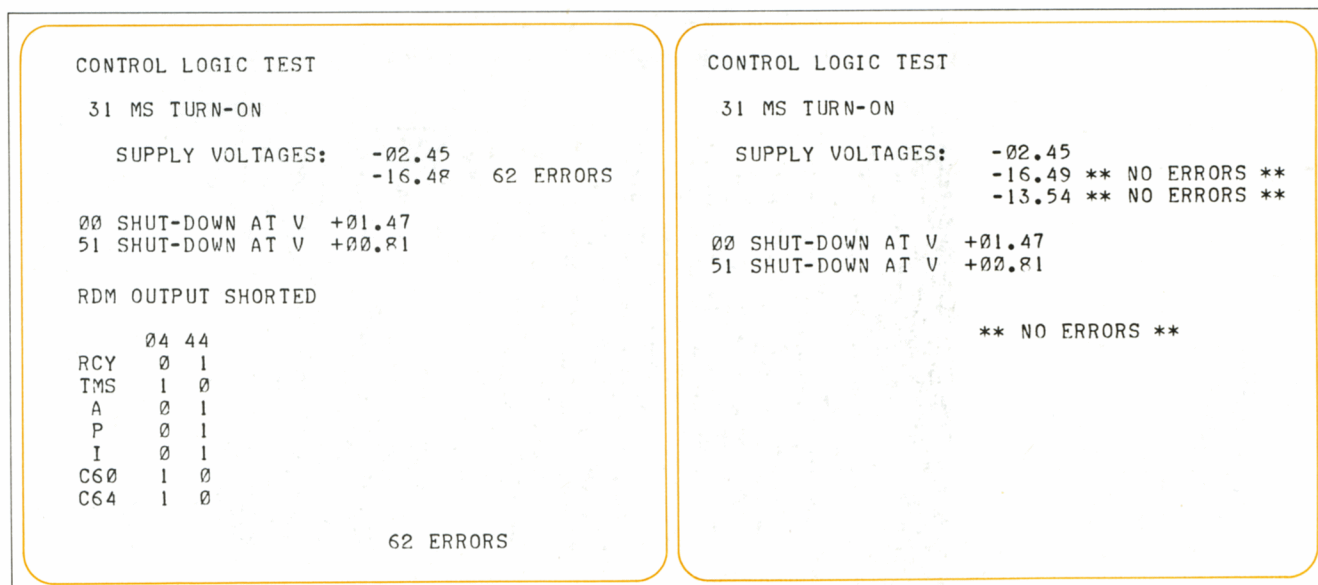 CONTROL LOGIC TEST
31 MS TURN-ON
SUPPLY VOLTAGES: -02.45
-16.48 62 ERRORS
00 SHUT-DOWN AT V +01.47
51 SHUT-DOWN AT V +00.81
RDM OUTPUT SHORTED
04 44
RCY 0 1
TMS 1 0
A 0 1
P 0 1
I 0 1
C60 1 0
C64 1 0
62 ERRORS
CONTROL LOGIC TEST
31 MS TURN-ON
SUPPLY VOLTAGES: -02.45
-16.49 ** NO ERRORS **
-13.54 ** NO ERRORS **
00 SHUT-DOWN AT V +01.47
51 SHUT-DOWN AT V +00.81
** NO ERRORS **